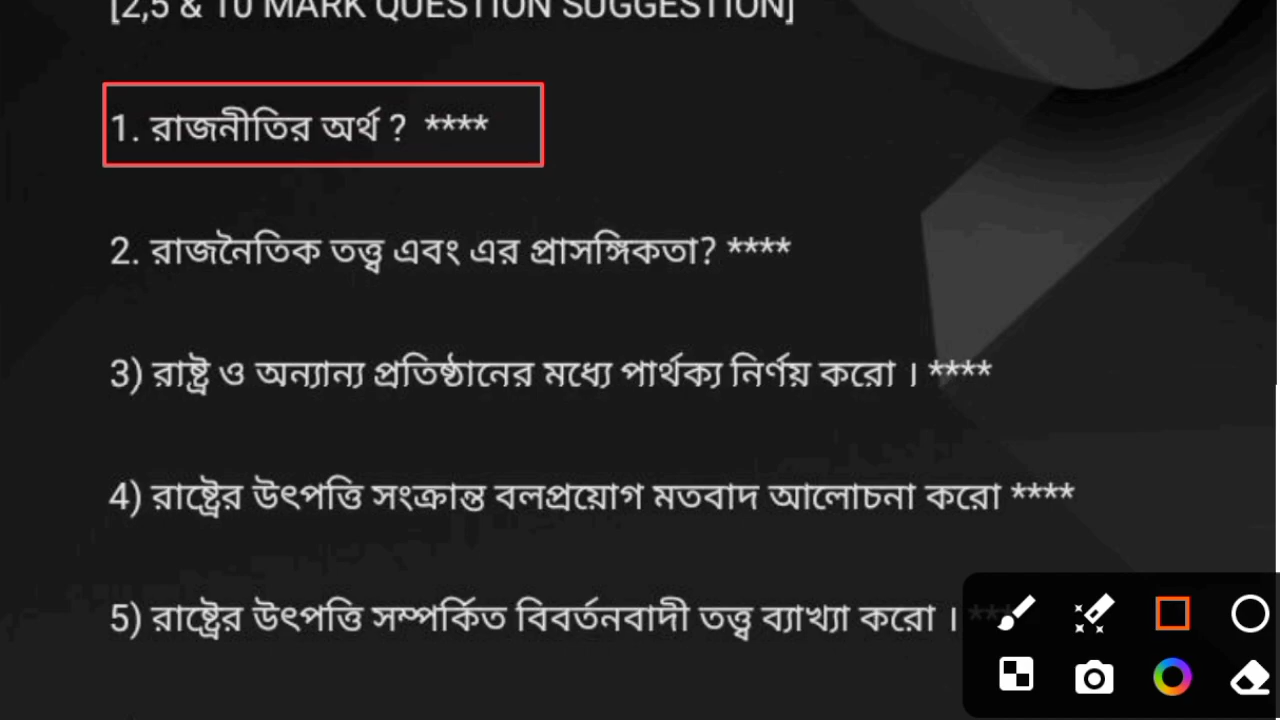 [2,5 & 10 MARK QUESTION SUGGESTION]
1. রাজনীতির অর্থ ? ****
2. রাজনৈতিক তত্ত্ব এবং এর প্রাসঙ্গিকতা? ****
3) রাষ্ট্র ও অন্যান্য প্রতিষ্ঠানের মধ্যে পার্থক্য নির্ণয় করো । ****
4) রাষ্ট্রের উৎপত্তি সংক্রান্ত বলপ্রয়োগ মতবাদ আলোচনা করো ****
5) রাষ্ট্রের উৎপত্তি সম্পর্কিত বিবর্তনবাদী তত্ত্ব ব্যাখ্যা করো ।